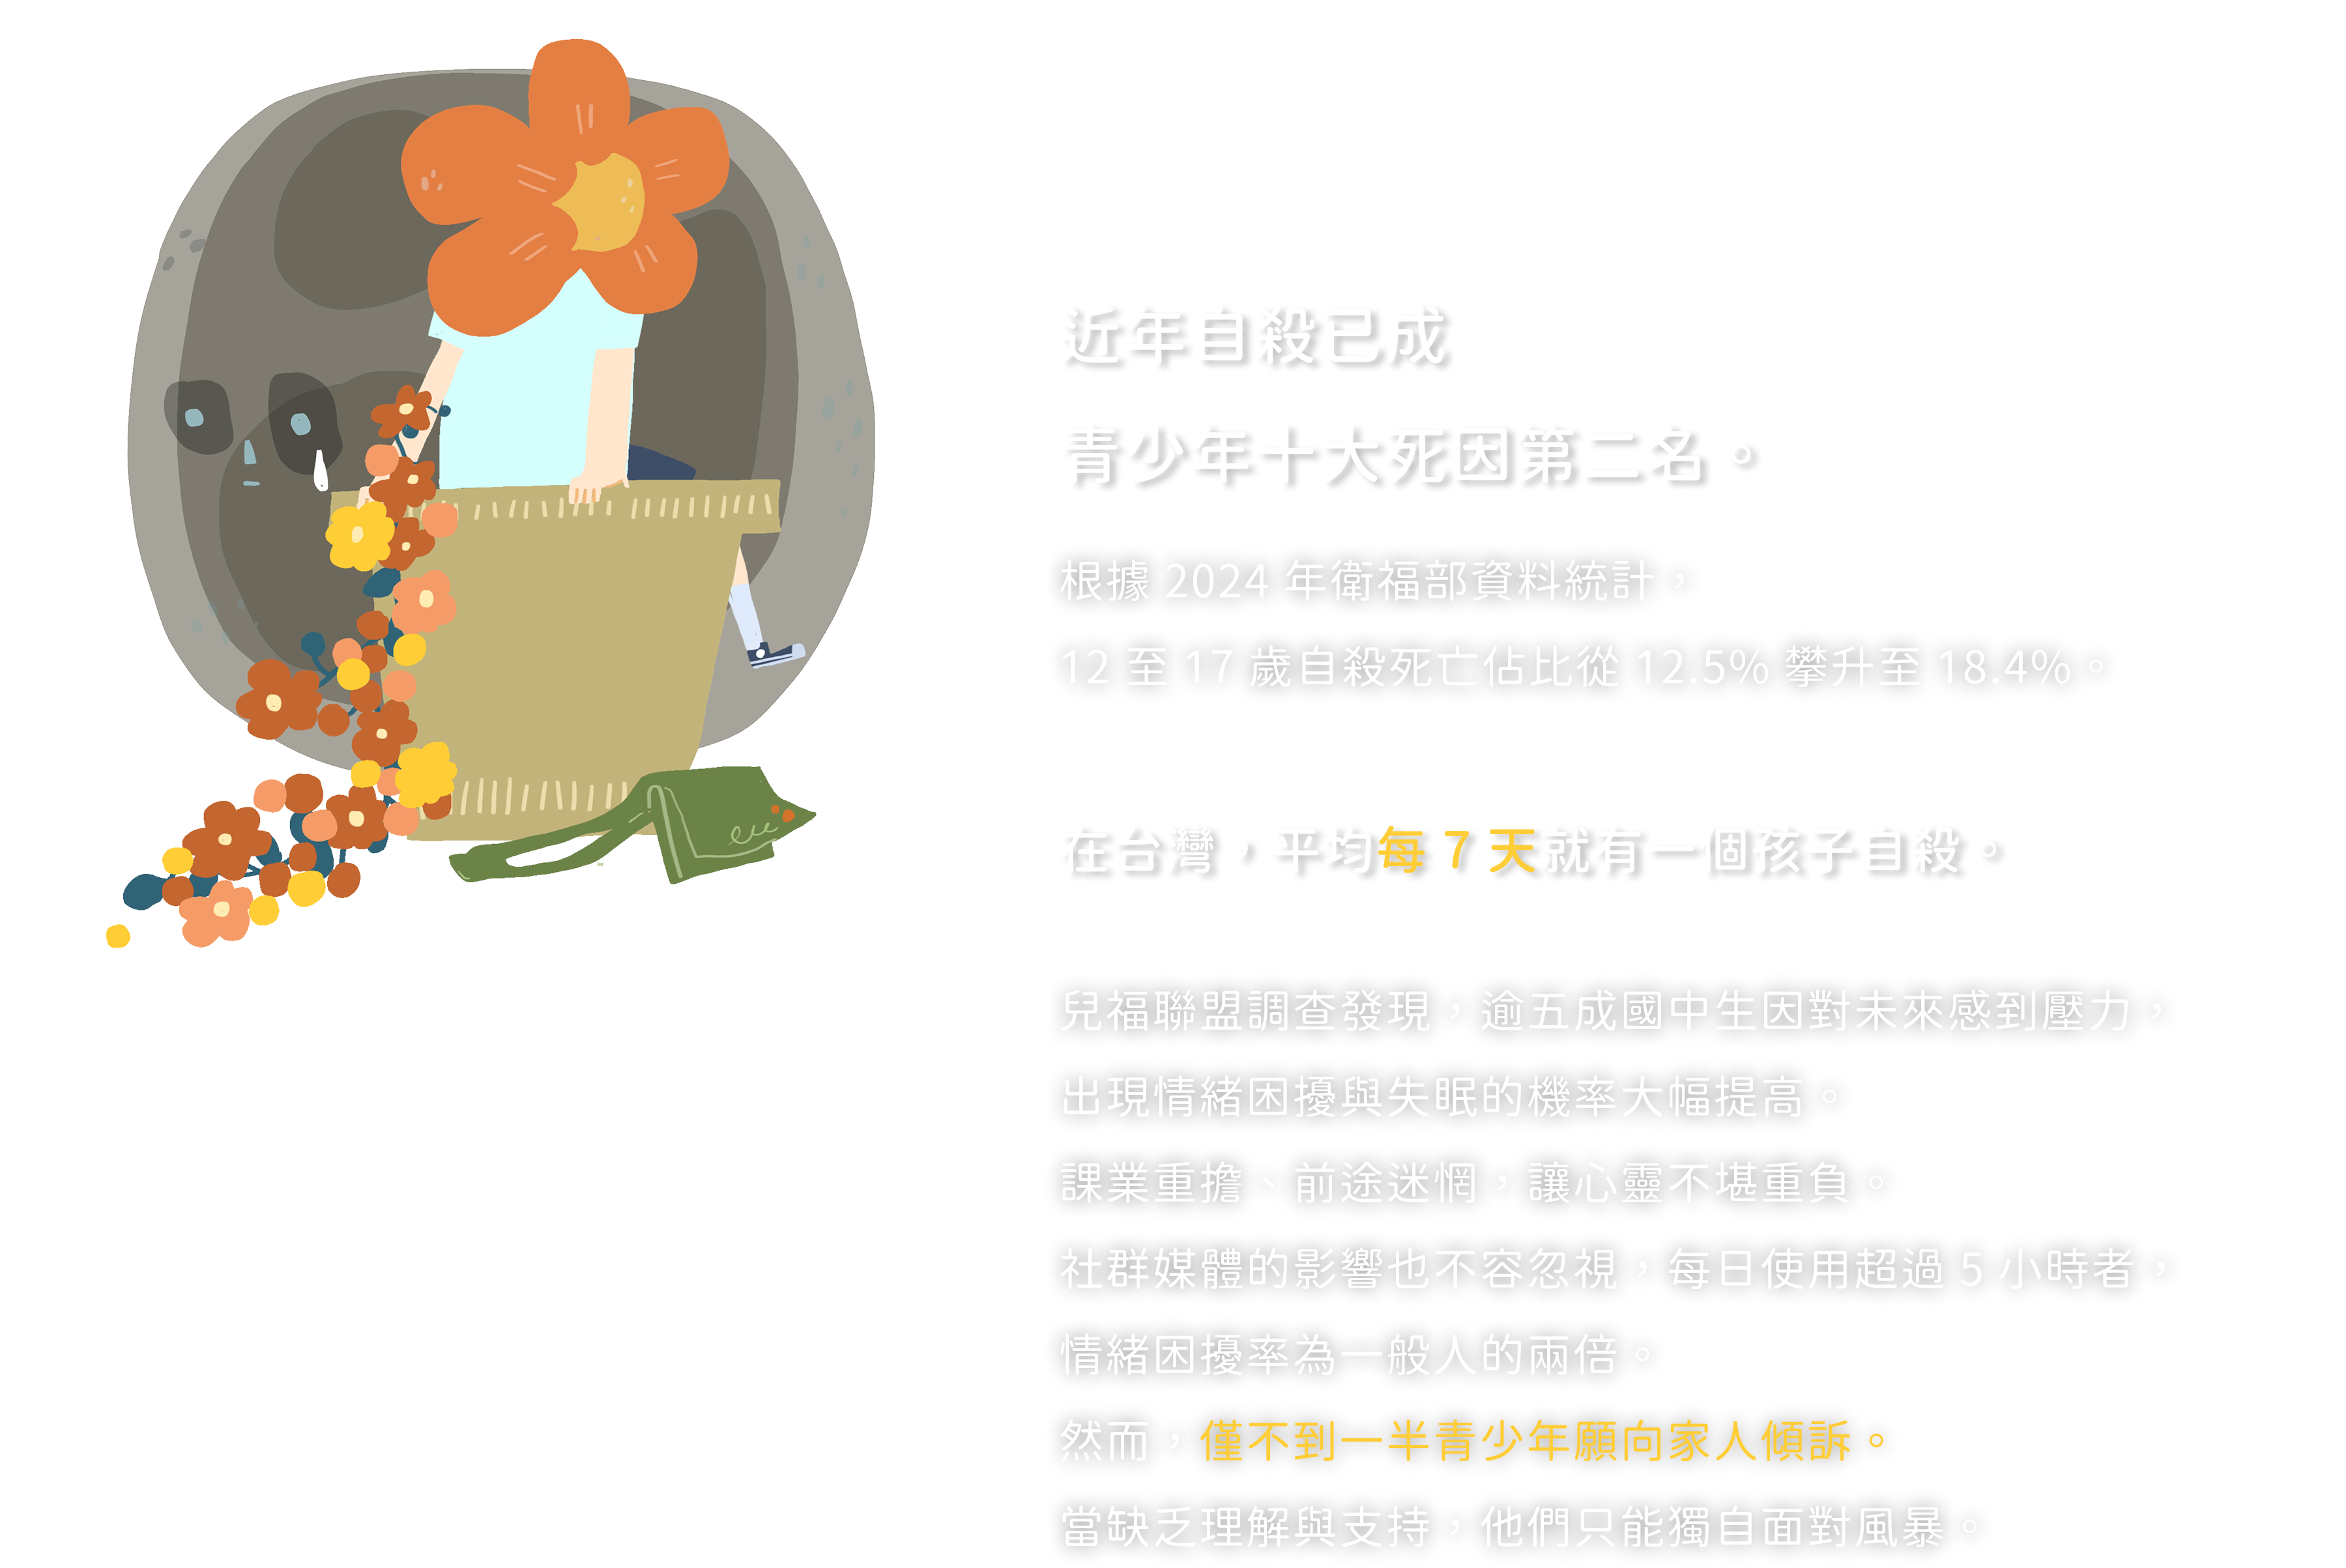 近年自殺已成
青少年十大死因第二名。
根據 2024 年衛福部資料統計，
12 至 17 歲自殺死亡佔比從 12.5% 攀升至 18.4%。
在台灣，平均每 7 天就有一個孩子自殺。
兒福聯盟調查發現，逾五成國中生因對未來感到壓力，
出現情緒困擾與失眠的機率大幅提高。
課業重擔、前途迷惘，讓心靈不堪重負。
社群媒體的影響也不容忽視，每日使用超過 5 小時者，
情緒困擾率為一般人的兩倍。
然而，僅不到一半青少年願向家人傾訴。
當缺乏理解與支持，他們只能獨自面對風暴。